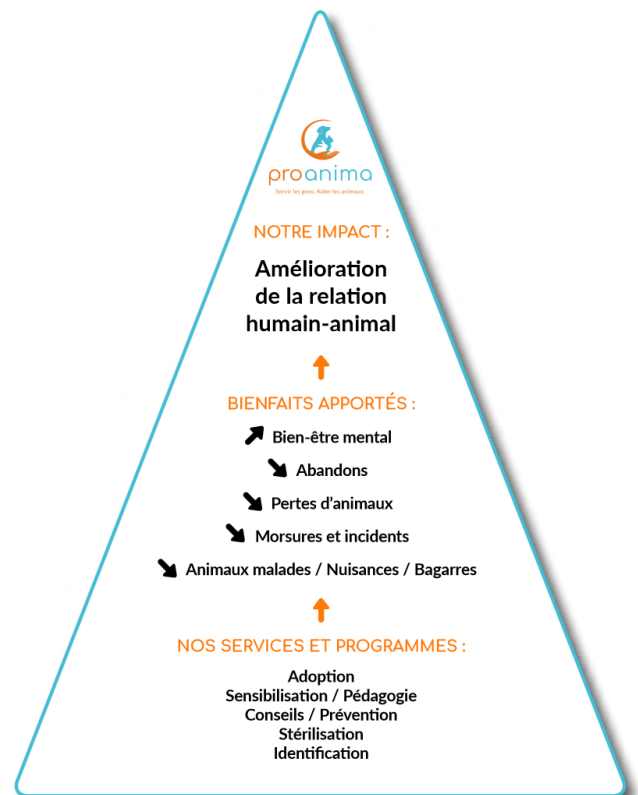 proanima
Servir les gens. Aider les animaux.
NOTRE IMPACT :
Amélioration
de la relation
humain-animal
BIENFAITS APPORTÉS :
Bien-être mental
Abandons
Pertes d'animaux
Morsures et incidents
Animaux malades / Nuisances / Bagarres
NOS SERVICES ET PROGRAMMES :
Adoption
Sensibilisation / Pédagogie
Conseils / Prévention
Stérilisation
Identification